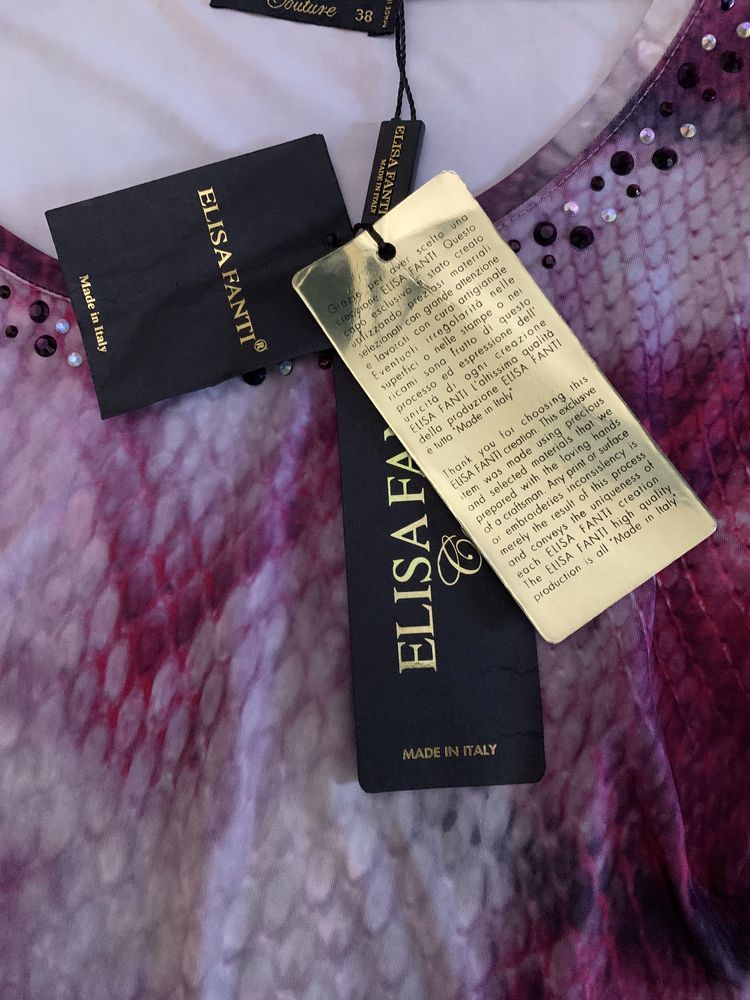 Couture 38
MADE IN
ELISA FANTI
MADE IN ITALY
ELISA FANTI®
Made in Italy
Grazie per aver scelto una
creazione ELISA FANTI. Questo
capo esclusivo è stato creato
utilizzando preziosi materiali
selezionati con grande attenzione
e lavorati con cura artigianale
Eventuali irregolarità nelle
superfici o nelle stampe o nei
ricami sono frutto di questo
processo ed espressione dell'
unicità di ogni creazione
ELISA FANTI. L'altissima qualità
della produzione ELISA FANTI
e tutto "Made in Italy"
Thank you for choosing this
ELISA FANTI creation. This exclusive
item was made using precious
and selected materials that we
prepared with the loving hands
of a craftsman. Any print or surface
or embroideries inconsistency is
merely the result of this process
and conveys the uniqueness of
each ELISA FANTI creation
The ELISA FANTI high quality
production is all "Made in Italy"
ELISA FA
C
MADE IN ITALY